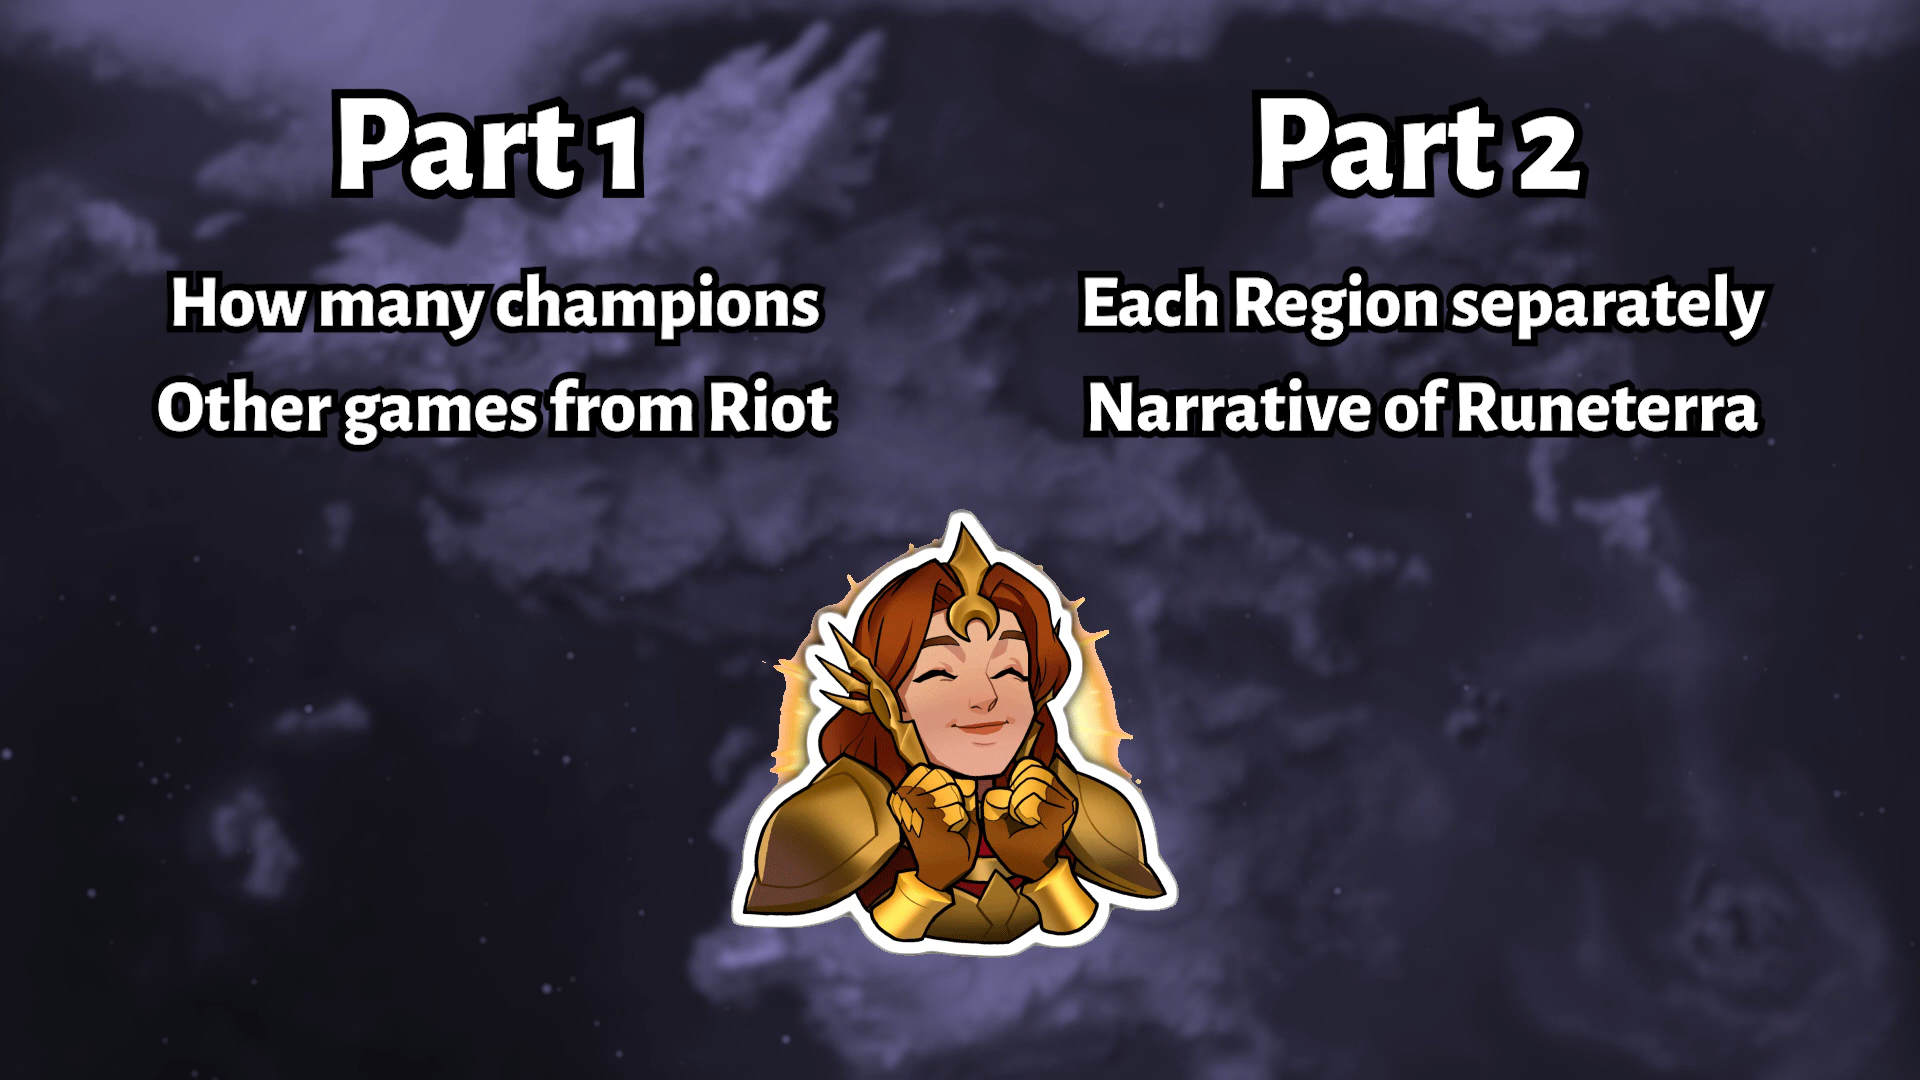 Part 1
How many champions
Other games from Riot
Part 2
Each Region separately
Narrative of Runeterra